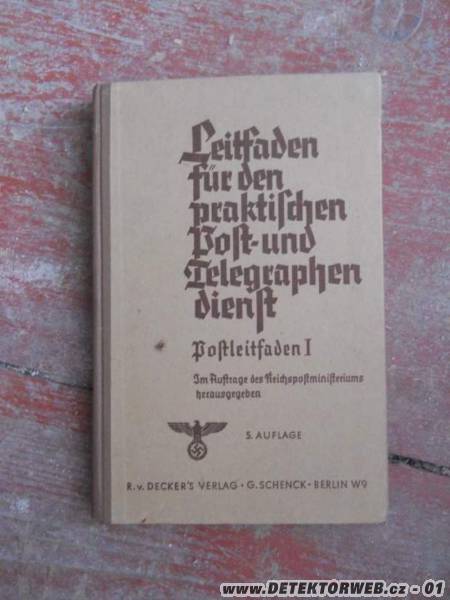 Leitfaden
für den
praktischen
Post- und
Telegraphen
dienst
Postleitfaden I
Im Auftrage des Reichspostministeriums
herausgegeben
5. AUFLAGE
R.v. DECKER'S VERLAG · G. SCHENCK · BERLIN W9
www.DETEKTORWEB.cz - 01